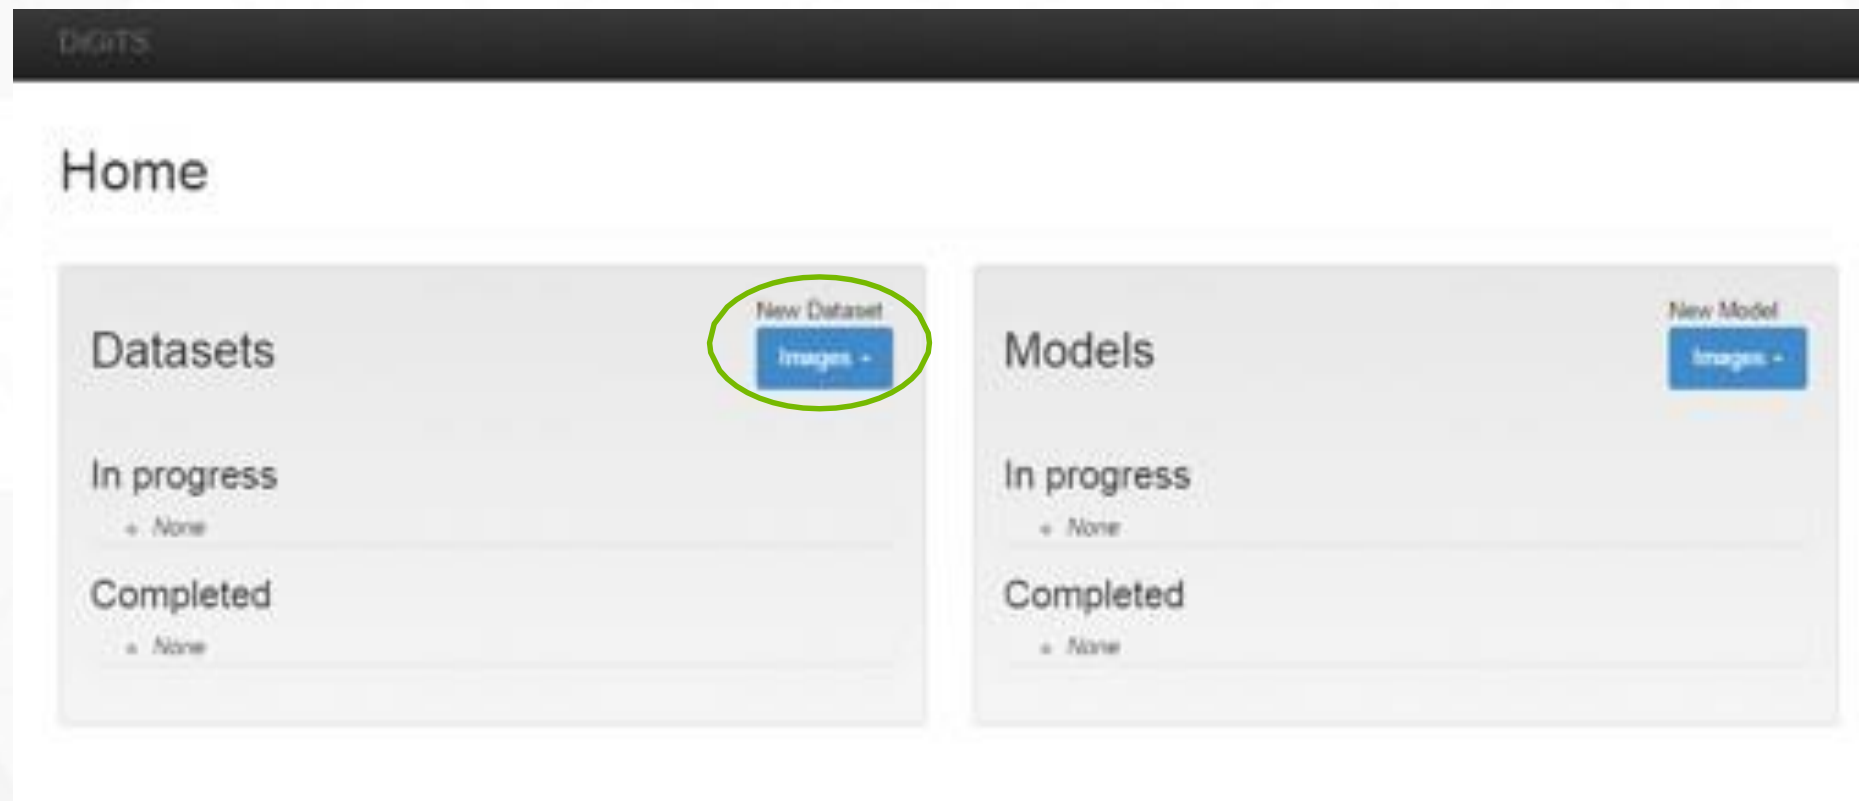 DIGITS
Home
Datasets
New Dataset
Images
In progress
None
Completed
None
Models
New Model
Images
In progress
None
Completed
None